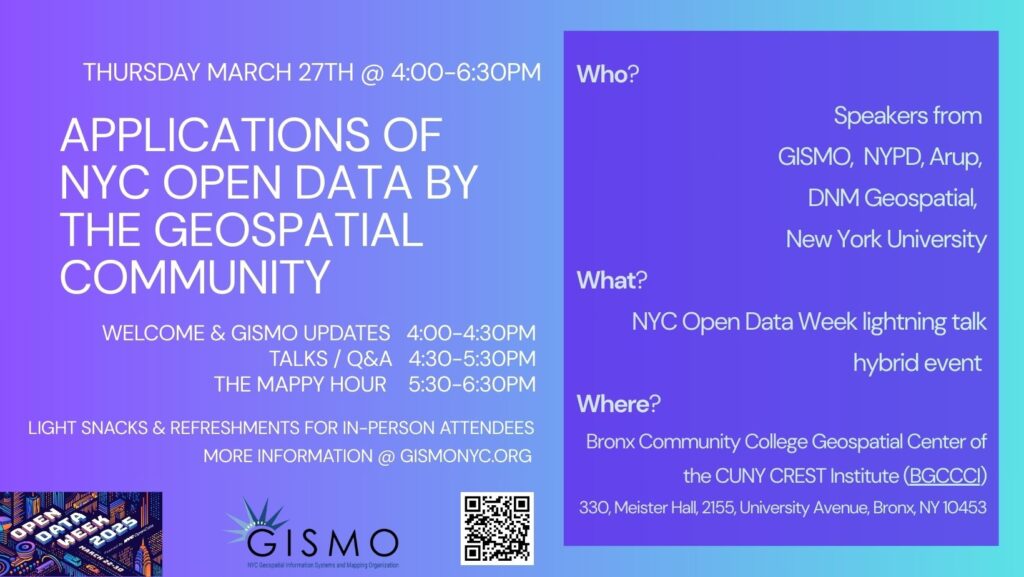 THURSDAY MARCH 27TH @ 4:00-6:30PM
APPLICATIONS OF
NYC OPEN DATA BY
THE GEOSPATIAL
COMMUNITY
WELCOME & GISMO UPDATES 4:00-4:30PM
TALKS / Q&A 4:30-5:30PM
THE MAPPY HOUR 5:30-6:30PM
LIGHT SNACKS & REFRESHMENTS FOR IN-PERSON ATTENDEES
MORE INFORMATION @ GISMONYC.ORG
OPEN
DATA
WEEK
2025
MARCH 22-30
GISMO
NYC Geospatial Information Systems and Mapping Organization
Who?
Speakers from
GISMO, NYPD, Arup,
DNM Geospatial,
New York University
What?
NYC Open Data Week lightning talk
hybrid event
Where?
Bronx Community College Geospatial Center of
the CUNY CREST Institute (BGCCCI)
330, Meister Hall, 2155, University Avenue, Bronx, NY 10453